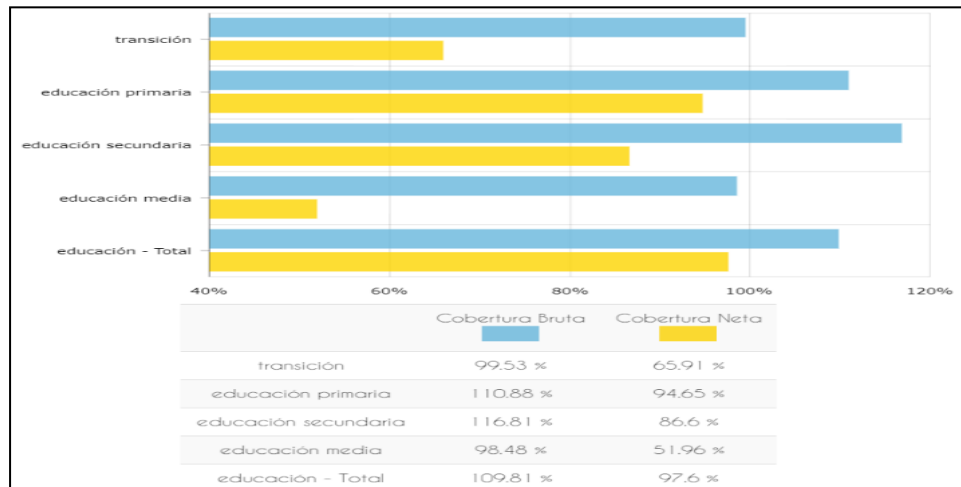 transición
educación primaria
educación secundaria
educación media
educación - Total
40% 60% 80% 100% 120%
Cobertura Bruta Cobertura Neta
transición 99.53 % 65.91 %
educación primaria 110.88 % 94.65 %
educación secundaria 116.81 % 86.6 %
educación media 98.48 % 51.96 %
educación - Total 109.81 % 97.6 %